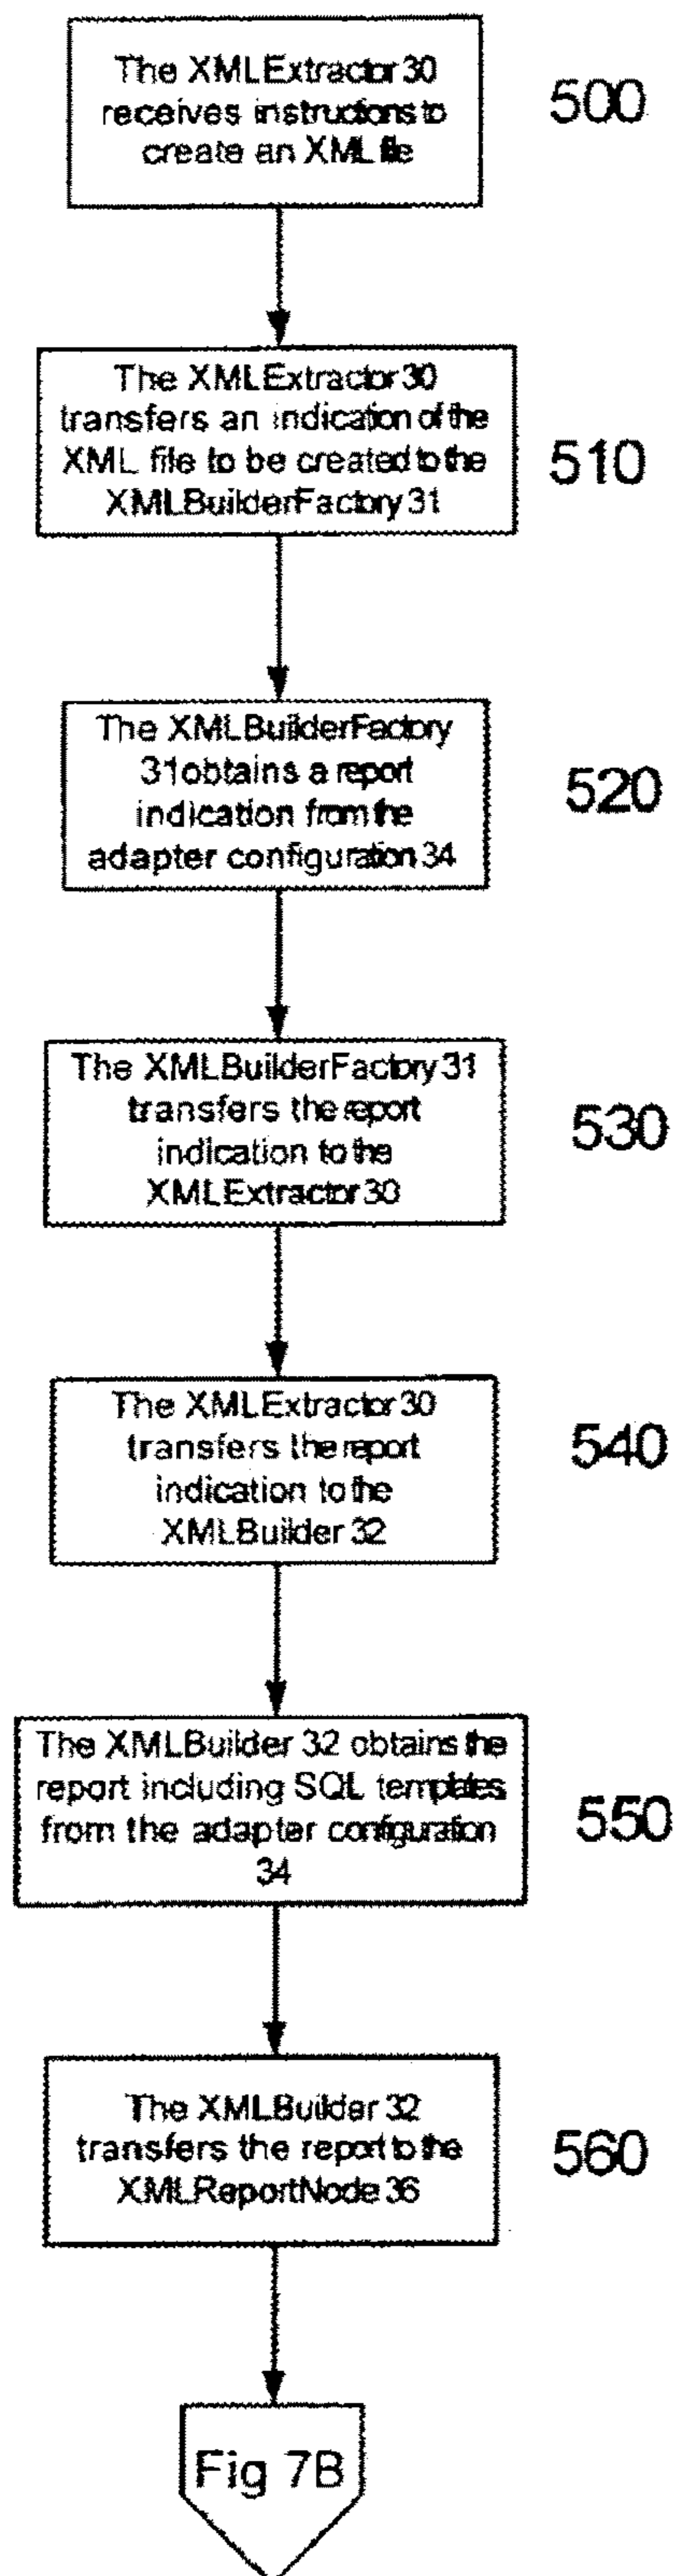 The XMLExtractor 30
receives instructions to
create an XML file
500
The XMLExtractor 30
transfers an indication of the
XML file to be created to the
XMLBuilderFactory 31
510
The XMLBuilderFactory
31 obtains a report
indication from the
adapter configuration 34
520
The XMLBuilderFactory 31
transfers the report
indication to the
XMLExtractor 30
530
The XMLExtractor 30
transfers the report
indication to the
XMLBuilder 32
540
The XMLBuilder 32 obtains the
report including SQL templates
from the adapter configuration
34
550
The XMLBuilder 32
transfers the report to the
XMLReportNode 36
560
Fig 7B